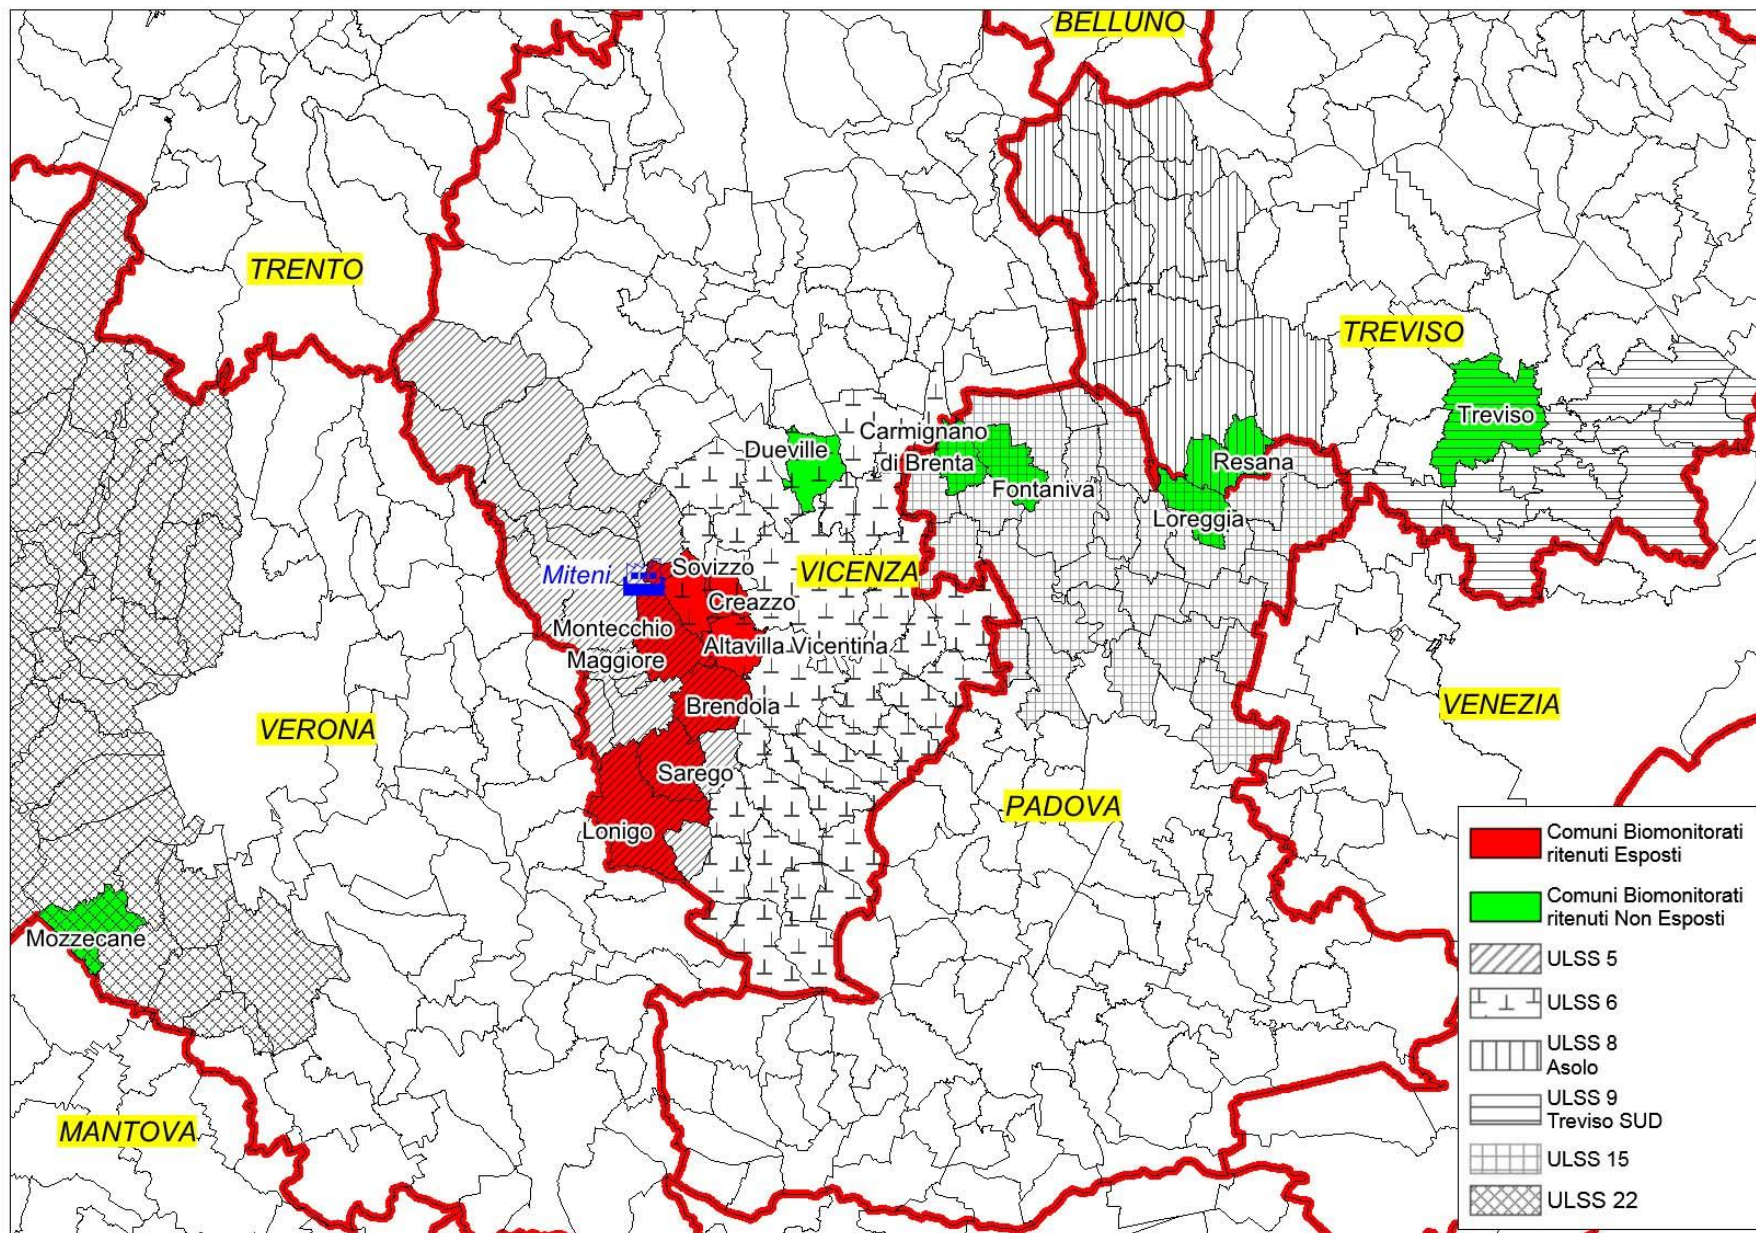 BELLUNO
TRENTO
TREVISO
Treviso
Dueville
Carmignano
di Brenta
Resana
Fontaniva
Loreggia
Miteni
Sovizzo
VICENZA
Creazzo
Montecchio
Maggiore
Altavilla Vicentina
Brendola
VERONA
VENEZIA
Sarego
PADOVA
Lonigo
Mozzecane
MANTOVA
Comuni Biomonitorati
ritenuti Esposti
Comuni Biomonitorati
ritenuti Non Esposti
ULSS 5
ULSS 6
ULSS 8
Asolo
ULSS 9
Treviso SUD
ULSS 15
ULSS 22